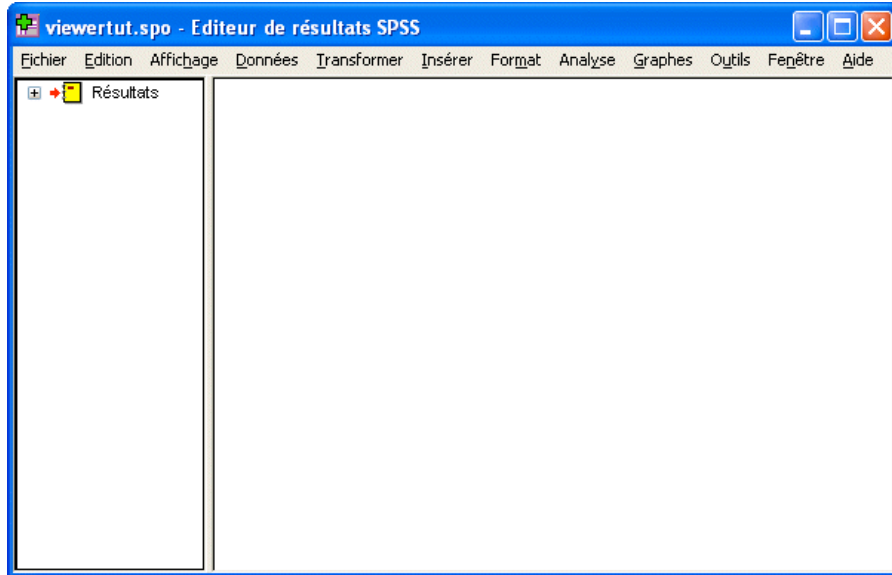 viewertut.spo - Editeur de résultats SPSS
Fichier Edition Affichage Données Transformer Insérer Format Analyse Graphes Outils Fenêtre Aide
Résultats